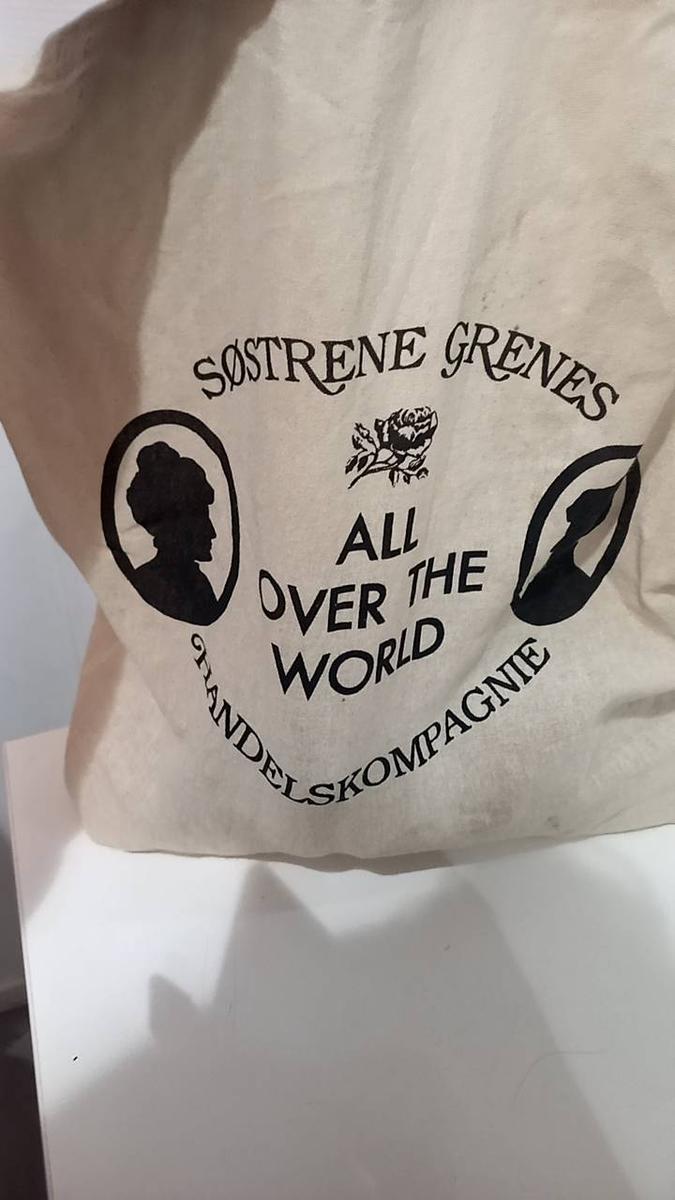 SØSTRENE GRENES
ALL
OVER THE
WORLD
HANDELSKOMPAGNIE